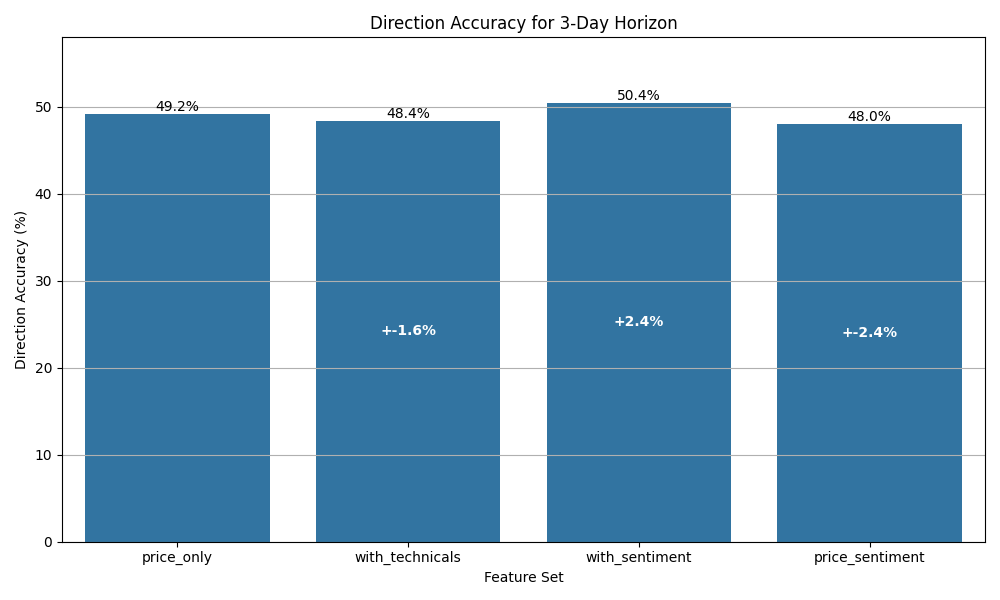 Direction Accuracy for 3-Day Horizon
Direction Accuracy (%)
50
40
30
20
10
0
49.2%
48.4%
50.4%
48.0%
+-1.6%
+2.4%
+-2.4%
price_only
with_technicals
with_sentiment
price_sentiment
Feature Set